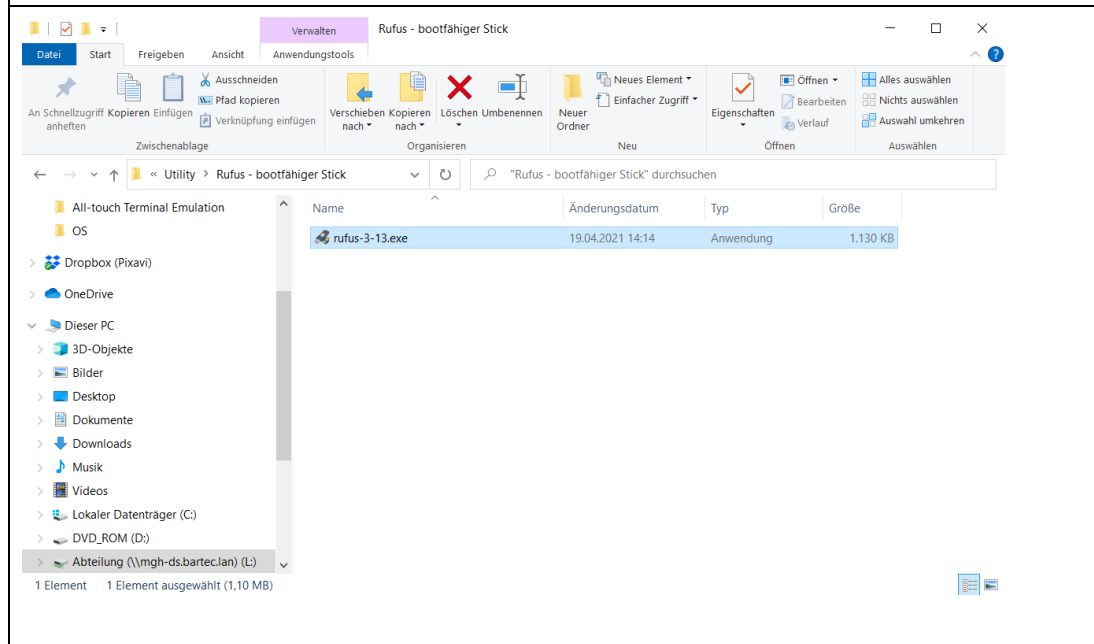 Verwalten Rufus - bootfähiger Stick
Datei Start Freigeben Ansicht Anwendungstools
An Schnellzugriff anheften
Kopieren
Einfügen
Ausschneiden
Pfad kopieren
Verknüpfung einfügen
Zwischenablage
Verschieben nach
Kopieren nach
Löschen
Umbenennen
Organisieren
Neuer Ordner
Neues Element
Einfacher Zugriff
Neu
Eigenschaften
Öffnen
Bearbeiten
Verlauf
Öffnen
Alles auswählen
Nichts auswählen
Auswahl umkehren
Auswählen
« Utility > Rufus - bootfähiger Stick
"Rufus - bootfähiger Stick" durchsuchen
All-touch Terminal Emulation
OS
Dropbox (Pixavi)
OneDrive
Dieser PC
3D-Objekte
Bilder
Desktop
Dokumente
Downloads
Musik
Videos
Lokaler Datenträger (C:)
DVD_ROM (D:)
Abteilung (\\mgh-ds.bartec.lan) (L:)
Name Änderungsdatum Typ Größe
rufus-3-13.exe 19.04.2021 14:14 Anwendung 1.130 KB
1 Element 1 Element ausgewählt (1,10 MB)